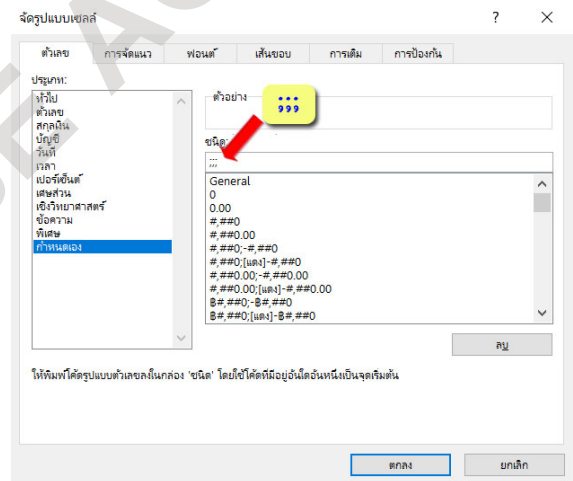 จัดรูปแบบเซลล์
? ×
ตัวเลข การจัดแนว ฟอนต์ เส้นขอบ การเติม การป้องกัน
ประเภท:
ทั่วไป
ตัวเลข
สกุลเงิน
บัญชี
วันที่
เวลา
เปอร์เซ็นต์
เศษส่วน
เชิงวิทยาศาสตร์
ข้อความ
พิเศษ
กำหนดเอง
ตัวอย่าง
;;;
ชนิด:
;;;
General
0
0.00
#,##0
#,##0.00
#,##0;-#,##0
#,##0;[แดง]-#,##0
#,##0.00;-#,##0.00
#,##0.00;[แดง]-#,##0.00
฿#,##0;-฿#,##0
฿#,##0;[แดง]-฿#,##0
ลบ
ให้พิมพ์โค้ดรูปแบบตัวเลขลงในกล่อง 'ชนิด' โดยใช้โค้ดที่มีอยู่อันใดอันหนึ่งเป็นจุดเริ่มต้น
ตกลง ยกเลิก